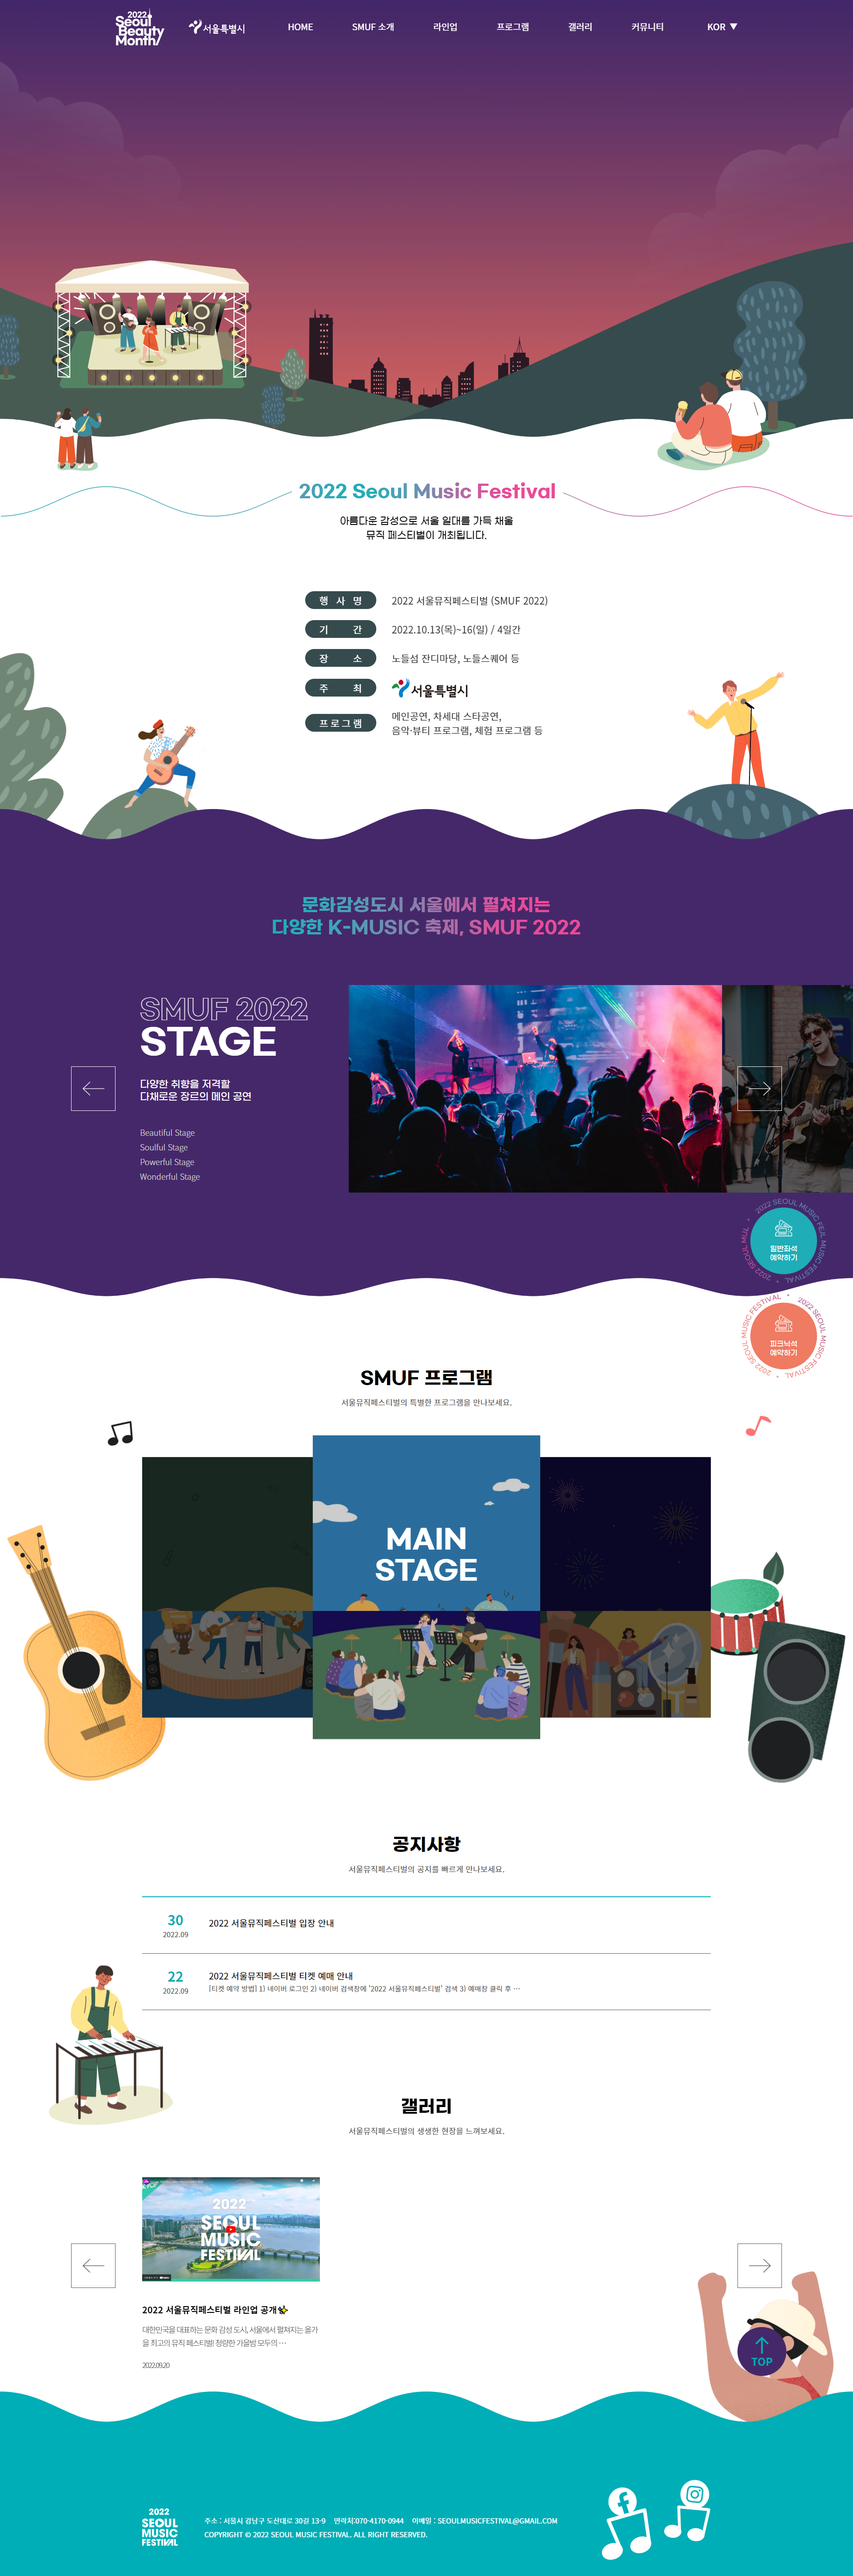 2022
Seoul
Beauty
Month
서울특별시
HOME
SMUF 소개
라인업
프로그램
갤러리
커뮤니티
KOR ▼
2022 Seoul Music Festival
아름다운 감성으로 서울 일대를 가득 채울
뮤직 페스티벌이 개최됩니다.
행 사 명
2022 서울뮤직페스티벌 (SMUF 2022)
기 간
2022.10.13(목)~16(일) / 4일간
장 소
노들섬 잔디마당, 노들스퀘어 등
주 최
서울특별시
프로그램
메인공연, 차세대 스타공연,
음악·뷰티 프로그램, 체험 프로그램 등
문화감성도시 서울에서 펼쳐지는
다양한 K-MUSIC 축제, SMUF 2022
SMUF 2022
STAGE
다양한 취향을 저격할
다채로운 장르의 메인 공연
Beautiful Stage
Soulful Stage
Powerful Stage
Wonderful Stage
일반좌석
예약하기
2022 SEOUL MUSIC FESTIVAL • 2022 SEOUL MUSIC FESTIVAL •
피크닉석
예약하기
SMUF 프로그램
서울뮤직페스티벌의 특별한 프로그램을 만나보세요.
MAIN
STAGE
공지사항
서울뮤직페스티벌의 공지를 빠르게 만나보세요.
30
2022.09
2022 서울뮤직페스티벌 입장 안내
22
2022.09
2022 서울뮤직페스티벌 티켓 예매 안내
[티켓 예약 방법] 1) 네이버 로그인 2) 네이버 검색창에 '2022 서울뮤직페스티벌' 검색 3) 예매창 클릭 후 …
갤러리
서울뮤직페스티벌의 생생한 현장을 느껴보세요.
2022
SEOUL
MUSIC
FESTIVAL
2022 서울뮤직페스티벌 라인업 공개
대한민국을 대표하는 문화 감성 도시, 서울에서 펼쳐지는 올가
을 최고의 뮤직 페스티벌! 청량한 가을밤 모두의 …
2022.09.20
TOP
2022
SEOUL
MUSIC
FESTIVAL
주소 : 서울시 강남구 도산대로 30길 13-9 연락처:070-4170-0944 이메일 : SEOULMUSICFESTIVAL@GMAIL.COM
COPYRIGHT © 2022 SEOUL MUSIC FESTIVAL. ALL RIGHT RESERVED.